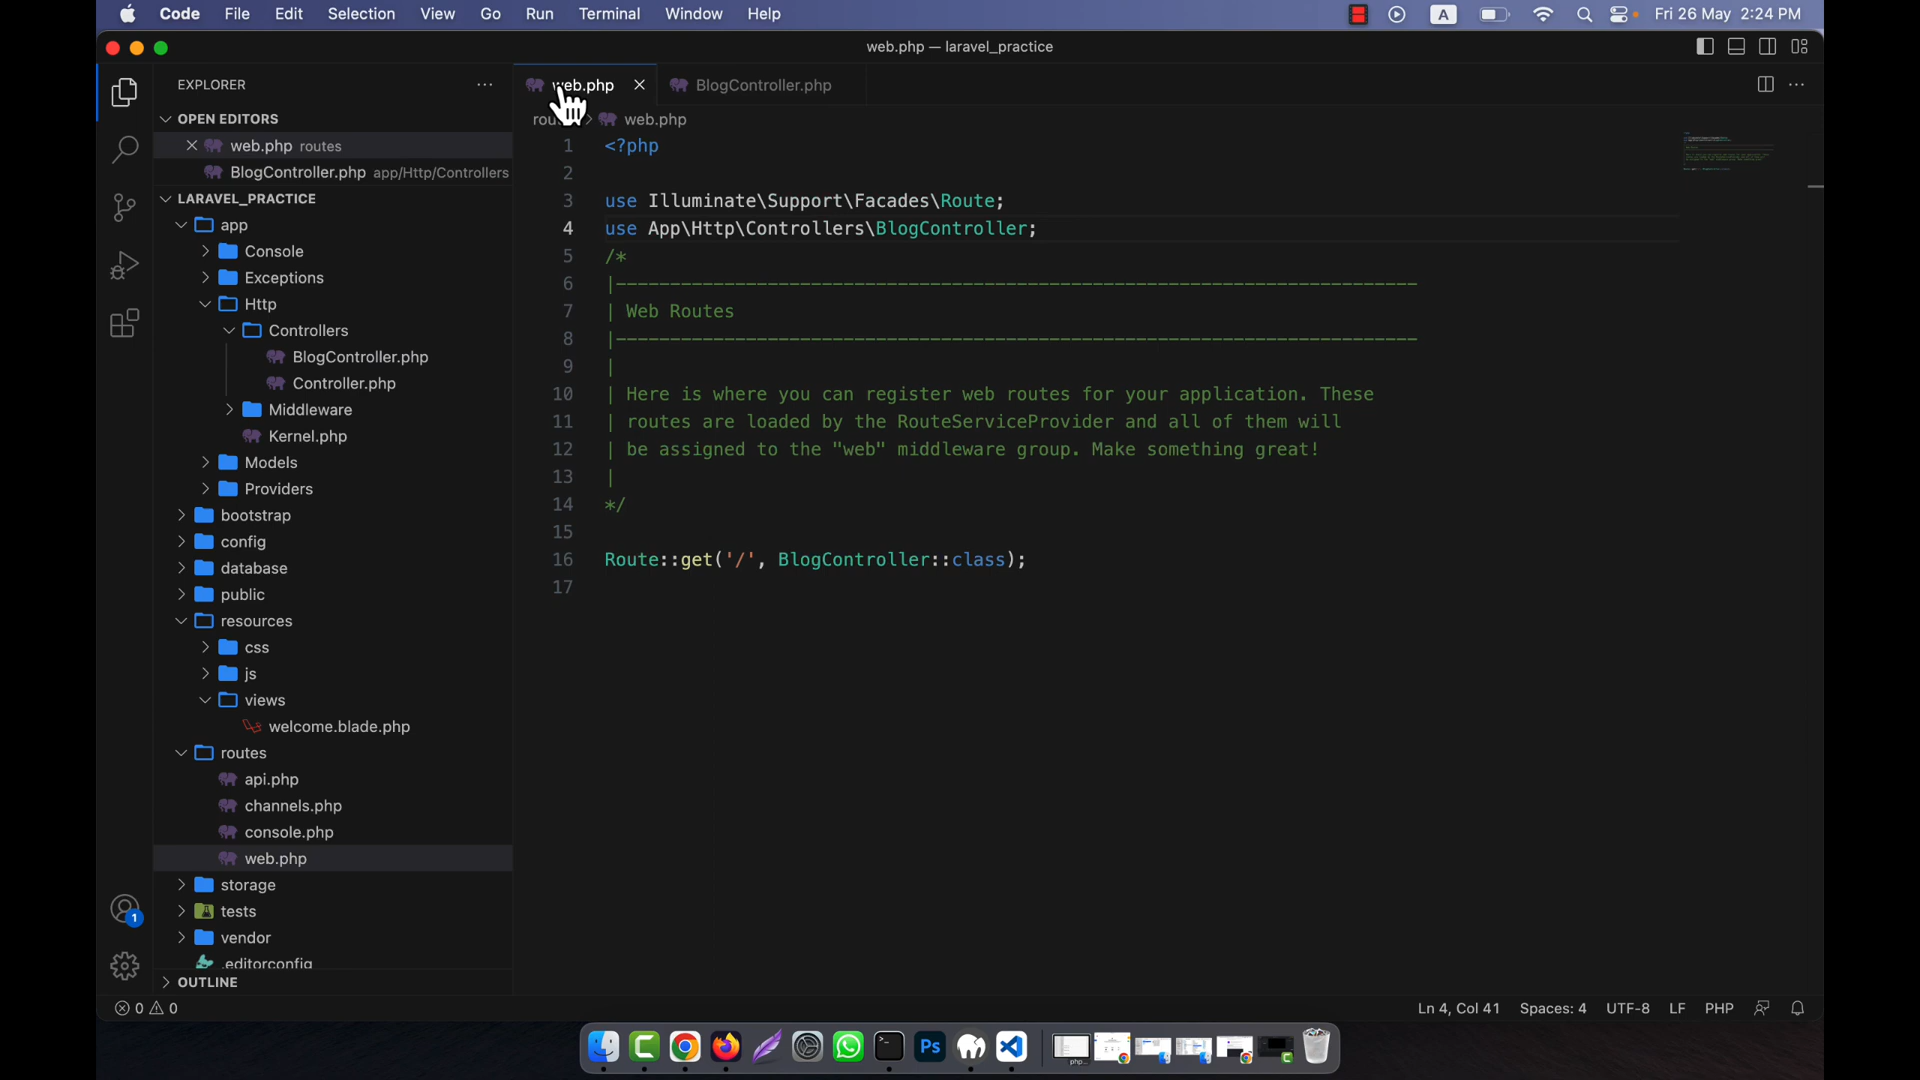 Code File Edit Selection View Go Run Terminal Window Help A Fri 26 May 2:24 PM
web.php — laravel_practice
EXPLORER
web.php BlogController.php
OPEN EDITORS
web.php routes
BlogController.php app/Http/Controllers
LARAVEL_PRACTICE
app
Console
Exceptions
Http
Controllers
BlogController.php
Controller.php
Middleware
Kernel.php
Models
Providers
bootstrap
config
database
public
resources
css
js
views
welcome.blade.php
routes
api.php
channels.php
console.php
web.php
storage
tests
vendor
.editorconfig
OUTLINE
web.php
1 <?php
2
3 use Illuminate\Support\Facades\Route;
4 use App\Http\Controllers\BlogController;
5 /*
6 |--------------------------------------------------------------------------
7 | Web Routes
8 |--------------------------------------------------------------------------
9 |
10 | Here is where you can register web routes for your application. These
11 | routes are loaded by the RouteServiceProvider and all of them will
12 | be assigned to the "web" middleware group. Make something great!
13 |
14 */
15
16 Route::get('/', BlogController::class);
17
1
0 0 Ln 4, Col 41 Spaces: 4 UTF-8 LF PHP
Ps
php